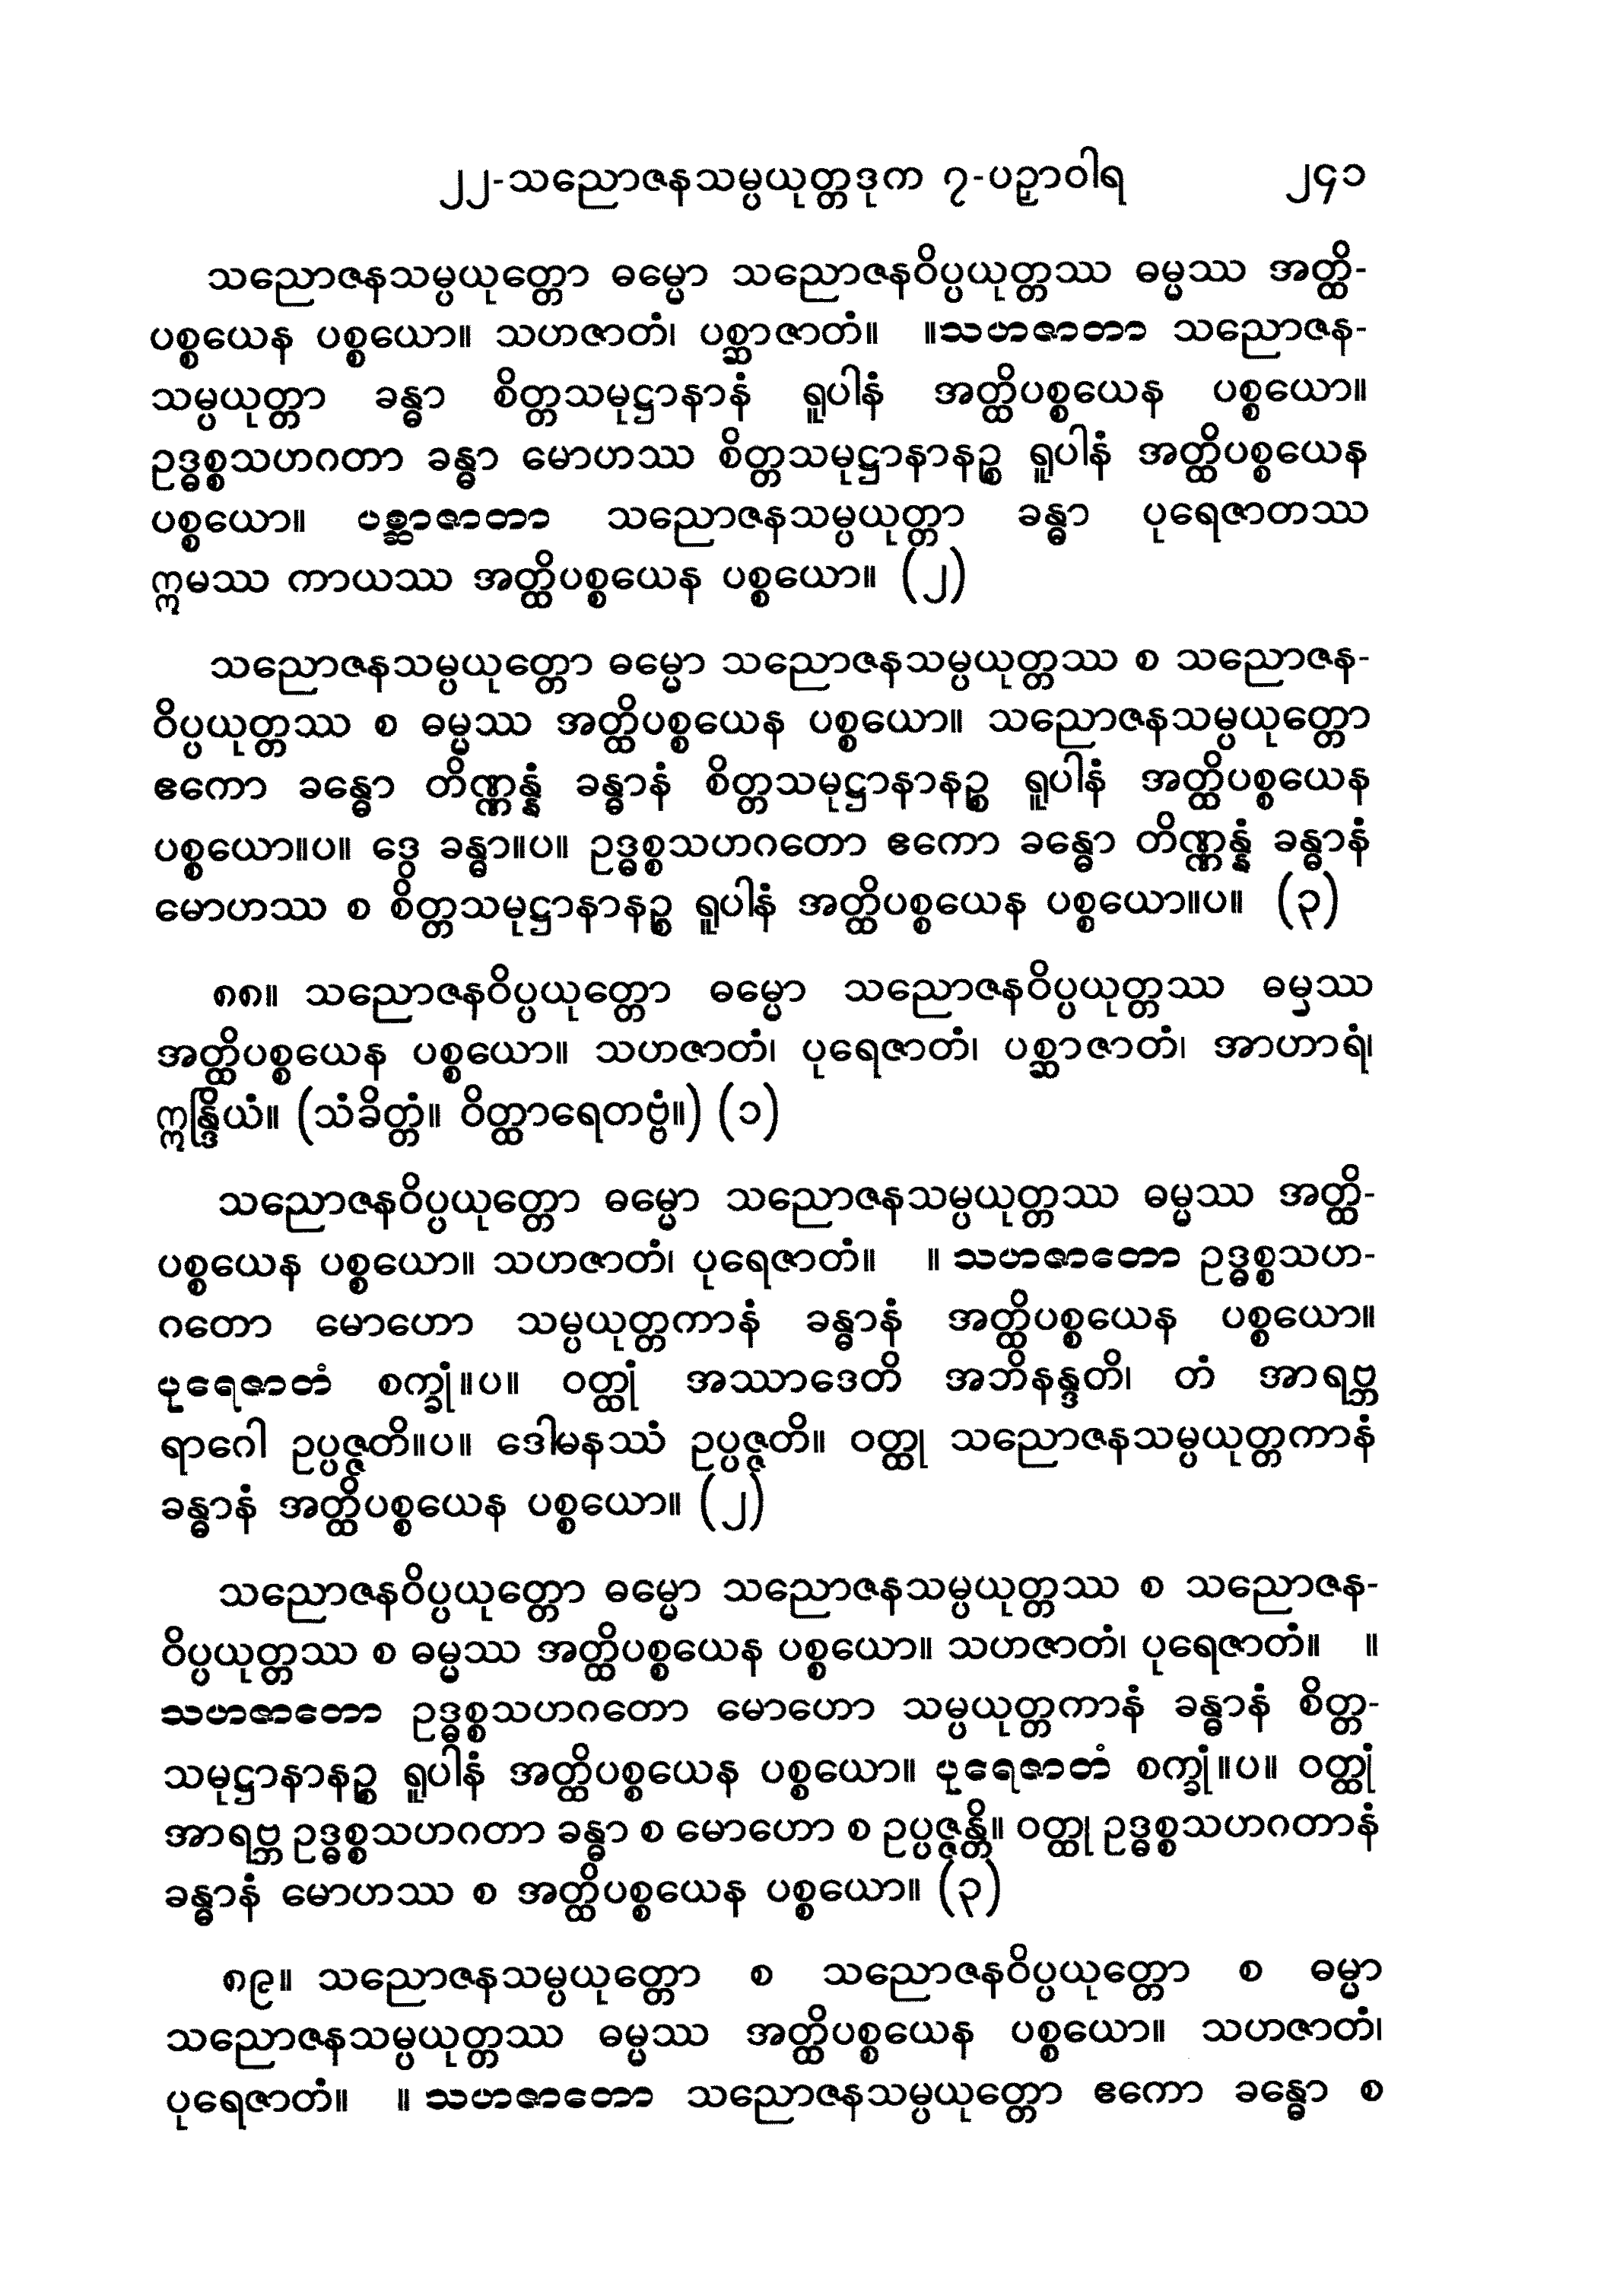 ၂၂-သညောဇနသမ္ပယုတ္တဒုက ၇-ပဉှာဝါရ ၂၄၁
သညောဇနသမ္ပယုတ္တော ဓမ္မော သညောဇနဝိပ္ပယုတ္တဿ ဓမ္မဿ အတ္ထိ-
ပစ္စယေန ပစ္စယော။ သဟဇာတံ၊ ပစ္ဆာဇာတံ။ ။သဟဇာတာ သညောဇန-
သမ္ပယုတ္တာ ခန္ဓာ စိတ္တသမုဋ္ဌာနာနံ ရူပါနံ အတ္ထိပစ္စယေန ပစ္စယော။
ဥဒ္ဓစ္စသဟဂတာ ခန္ဓာ မောဟဿ စိတ္တသမုဋ္ဌာနာနဉ္စ ရူပါနံ အတ္ထိပစ္စယေန
ပစ္စယော။ ပစ္ဆာဇာတာ သညောဇနသမ္ပယုတ္တာ ခန္ဓာ ပုရေဇာတဿ
ဣမဿ ကာယဿ အတ္ထိပစ္စယေန ပစ္စယော။ (၂)
သညောဇနသမ္ပယုတ္တော ဓမ္မော သညောဇနသမ္ပယုတ္တဿ စ သညောဇန-
ဝိပ္ပယုတ္တဿ စ ဓမ္မဿ အတ္ထိပစ္စယေန ပစ္စယော။ သညောဇနသမ္ပယုတ္တော
ဧကော ခန္ဓော တိဏ္ဏန္နံ ခန္ဓာနံ စိတ္တသမုဋ္ဌာနာနဉ္စ ရူပါနံ အတ္ထိပစ္စယေန
ပစ္စယော။ပ။ ဒွေ ခန္ဓာ။ပ။ ဥဒ္ဓစ္စသဟဂတော ဧကော ခန္ဓော တိဏ္ဏန္နံ ခန္ဓာနံ
မောဟဿ စ စိတ္တသမုဋ္ဌာနာနဉ္စ ရူပါနံ အတ္ထိပစ္စယေန ပစ္စယော။ပ။ (၃)
၈၈။ သညောဇနဝိပ္ပယုတ္တော ဓမ္မော သညောဇနဝိပ္ပယုတ္တဿ ဓမ္မဿ
အတ္ထိပစ္စယေန ပစ္စယော။ သဟဇာတံ၊ ပုရေဇာတံ၊ ပစ္ဆာဇာတံ၊ အာဟာရံ၊
ဣန္ဒြိယံ။ (သံခိတ္တံ။ ဝိတ္ထာရေတဗ္ဗံ။) (၁)
သညောဇနဝိပ္ပယုတ္တော ဓမ္မော သညောဇနသမ္ပယုတ္တဿ ဓမ္မဿ အတ္ထိ-
ပစ္စယေန ပစ္စယော။ သဟဇာတံ၊ ပုရေဇာတံ။ ။ သဟဇာတော ဥဒ္ဓစ္စသဟ-
ဂတော မောဟော သမ္ပယုတ္တကာနံ ခန္ဓာနံ အတ္ထိပစ္စယေန ပစ္စယော။
ပုရေဇာတံ စက္ခုံ။ပ။ ဝတ္ထုံ အဿာဒေတိ အဘိနန္ဒတိ၊ တံ အာရဗ္ဘ
ရာဂေါ ဥပ္ပဇ္ဇတိ။ပ။ ဒေါမနဿံ ဥပ္ပဇ္ဇတိ။ ဝတ္ထု သညောဇနသမ္ပယုတ္တကာနံ
ခန္ဓာနံ အတ္ထိပစ္စယေန ပစ္စယော။ (၂)
သညောဇနဝိပ္ပယုတ္တော ဓမ္မော သညောဇနသမ္ပယုတ္တဿ စ သညောဇန-
ဝိပ္ပယုတ္တဿ စ ဓမ္မဿ အတ္ထိပစ္စယေန ပစ္စယော။ သဟဇာတံ၊ ပုရေဇာတံ။ ။
သဟဇာတော ဥဒ္ဓစ္စသဟဂတော မောဟော သမ္ပယုတ္တကာနံ ခန္ဓာနံ စိတ္တ-
သမုဋ္ဌာနာနဉ္စ ရူပါနံ အတ္ထိပစ္စယေန ပစ္စယော။ ပုရေဇာတံ စက္ခုံ။ပ။ ဝတ္ထုံ
အာရဗ္ဘ ဥဒ္ဓစ္စသဟဂတာ ခန္ဓာ စ မောဟော စ ဥပ္ပဇ္ဇန္တိ။ ဝတ္ထု ဥဒ္ဓစ္စသဟဂတာနံ
ခန္ဓာနံ မောဟဿ စ အတ္ထိပစ္စယေန ပစ္စယော။ (၃)
၈၉။ သညောဇနသမ္ပယုတ္တော စ သညောဇနဝိပ္ပယုတ္တော စ ဓမ္မာ
သညောဇနသမ္ပယုတ္တဿ ဓမ္မဿ အတ္ထိပစ္စယေန ပစ္စယော။ သဟဇာတံ၊
ပုရေဇာတံ။ ။ သဟဇာတော သညောဇနသမ္ပယုတ္တော ဧကော ခန္ဓော စ